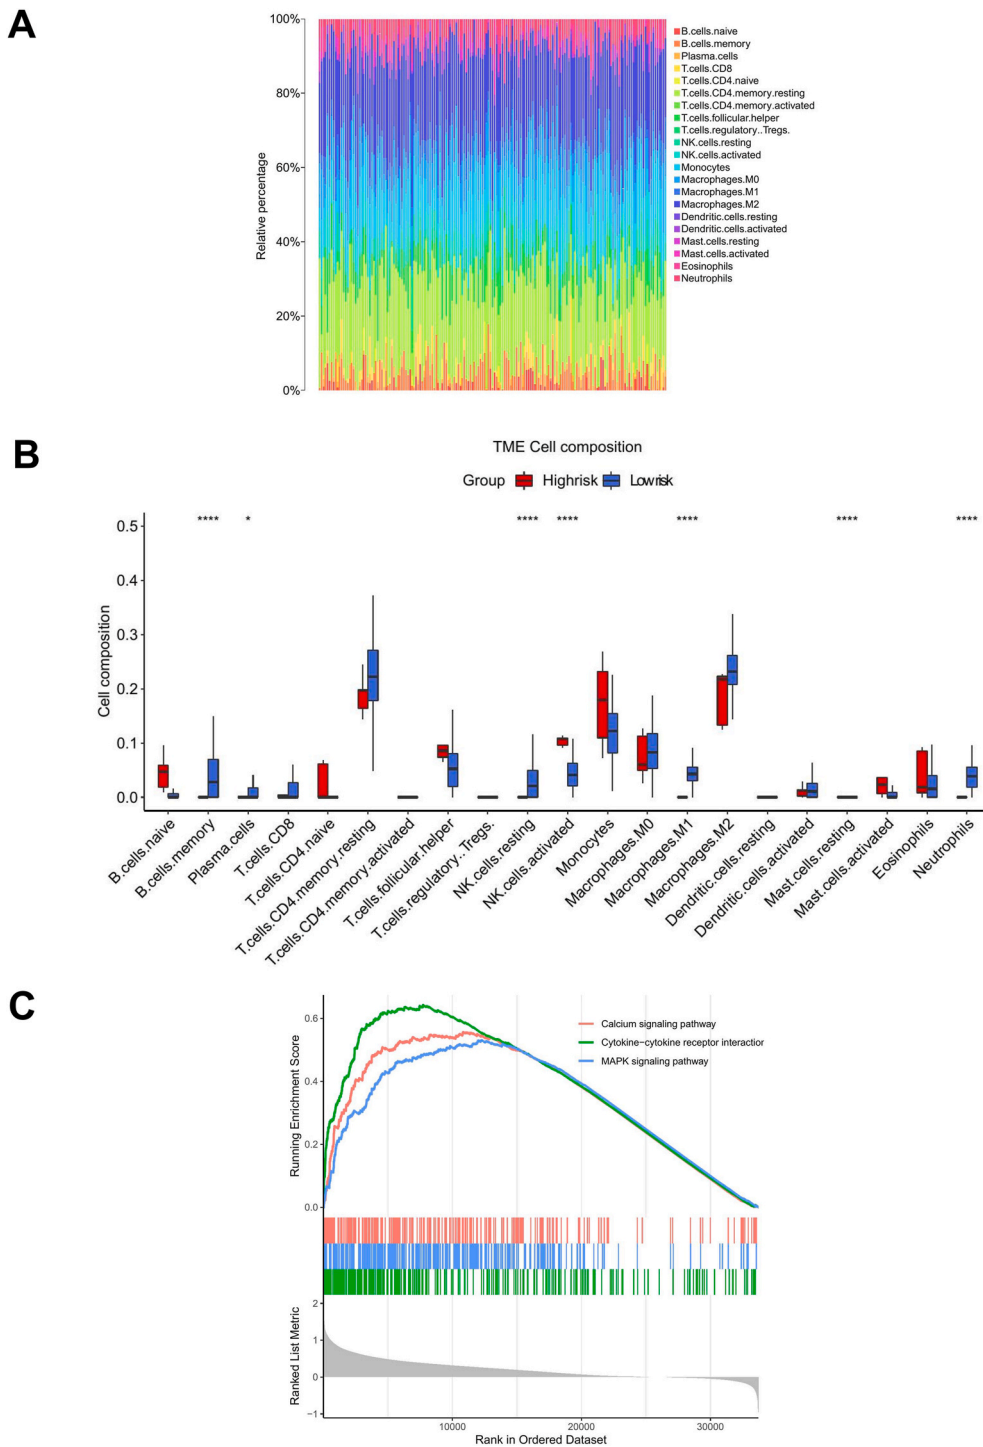 A
100%
80%
60%
40%
20%
0%
Relative percentage
B.cells.naive
B.cells.memory
Plasma.cells
T.cells.CD8
T.cells.CD4.naive
T.cells.CD4.memory.resting
T.cells.CD4.memory.activated
T.cells.follicular.helper
T.cells.regulatory..Tregs.
NK.cells.resting
NK.cells.activated
Monocytes
Macrophages.M0
Macrophages.M1
Macrophages.M2
Dendritic.cells.resting
Dendritic.cells.activated
Mast.cells.resting
Mast.cells.activated
Eosinophils
Neutrophils
B
TME Cell composition
Group Highrisk Lowrisk
**** * **** **** **** **** ****
0.5
0.4
0.3
0.2
0.1
0.0
Cell composition
B.cells.naive
B.cells.memory
Plasma.cells
T.cells.CD8
T.cells.CD4.naive
T.cells.CD4.memory.resting
T.cells.CD4.memory.activated
T.cells.follicular.helper
T.cells.regulatory..Tregs.
NK.cells.resting
NK.cells.activated
Monocytes
Macrophages.M0
Macrophages.M1
Macrophages.M2
Dendritic.cells.resting
Dendritic.cells.activated
Mast.cells.resting
Mast.cells.activated
Eosinophils
Neutrophils
C
0.6
0.4
0.2
0.0
Running Enrichment Score
Calcium signaling pathway
Cytokine−cytokine receptor interaction
MAPK signaling pathway
2
1
0
−1
Ranked List Metric
10000 20000 30000
Rank in Ordered Dataset